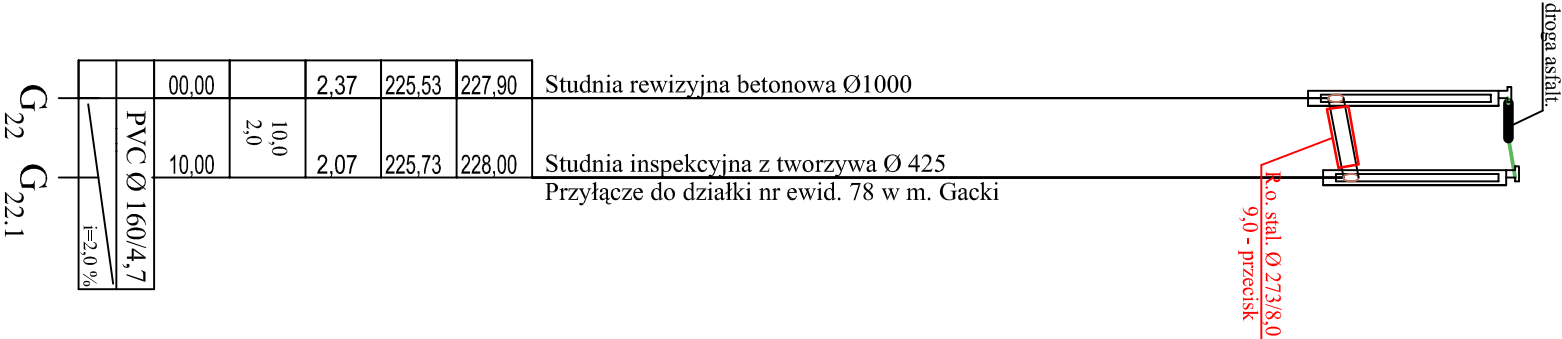 droga asfalt.
00,00
2,37
225,53
227,90
Studnia rewizyjna betonowa Ø1000
G22
PVC Ø 160/4,7
10,0
2,0
10,00
2,07
225,73
228,00
Studnia inspekcyjna z tworzywa Ø 425
Przyłącze do działki nr ewid. 78 w m. Gacki
G22.1
i=2,0 %
R.o. stal. Ø 273/8,0
9,0 - przecisk